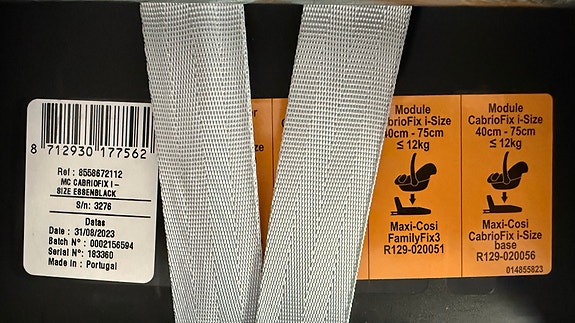 8 712930 177562
Ref : 8558672112
MC CABRIOFIX I-
SIZE ESSENBLACK
S/n: 3276
Datas
Date : 31/08/2023
Batch N° : 0002156594
Serial N° : 183360
Made in : Portugal
Module
CabrioFix i-Size
40cm - 75cm
≤ 12kg
Maxi-Cosi
FamilyFix3
R129-020051
Module
CabrioFix i-Size
40cm - 75cm
≤ 12kg
Maxi-Cosi
CabrioFix i-Size
base
R129-020056
014855823